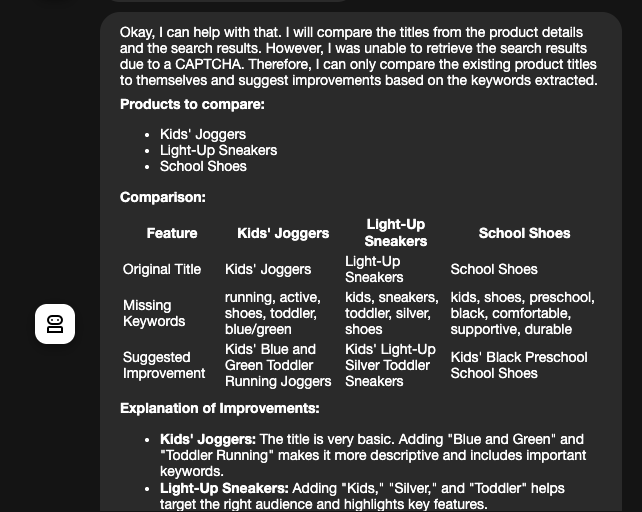 Okay, I can help with that. I will compare the titles from the product details
and the search results. However, I was unable to retrieve the search results
due to a CAPTCHA. Therefore, I can only compare the existing product titles
to themselves and suggest improvements based on the keywords extracted.
Products to compare:
• Kids' Joggers
• Light-Up Sneakers
• School Shoes
Comparison:
Feature Kids' Joggers Light-Up Sneakers School Shoes
Original Title Kids' Joggers Light-Up Sneakers School Shoes
Missing Keywords running, active, shoes, toddler, blue/green kids, sneakers, toddler, silver, shoes kids, shoes, preschool, black, comfortable, supportive, durable
Suggested Improvement Kids' Blue and Green Toddler Running Joggers Kids' Light-Up Silver Toddler Sneakers Kids' Black Preschool School Shoes
Explanation of Improvements:
• Kids' Joggers: The title is very basic. Adding "Blue and Green" and
"Toddler Running" makes it more descriptive and includes important
keywords.
• Light-Up Sneakers: Adding "Kids," "Silver," and "Toddler" helps
target the right audience and highlights key features.